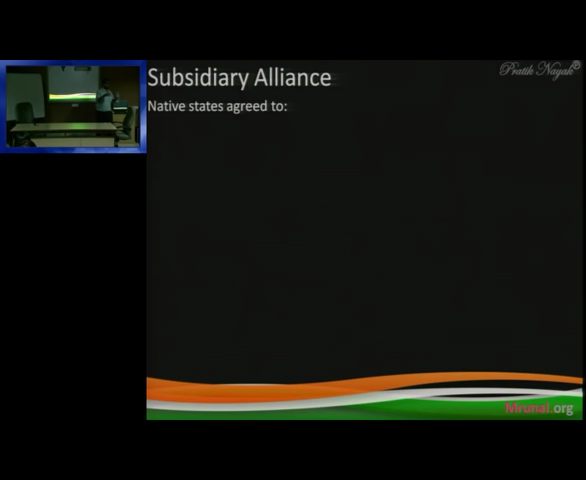 Subsidiary Alliance
Pratik Nayak
Native states agreed to:
Mrunal.org